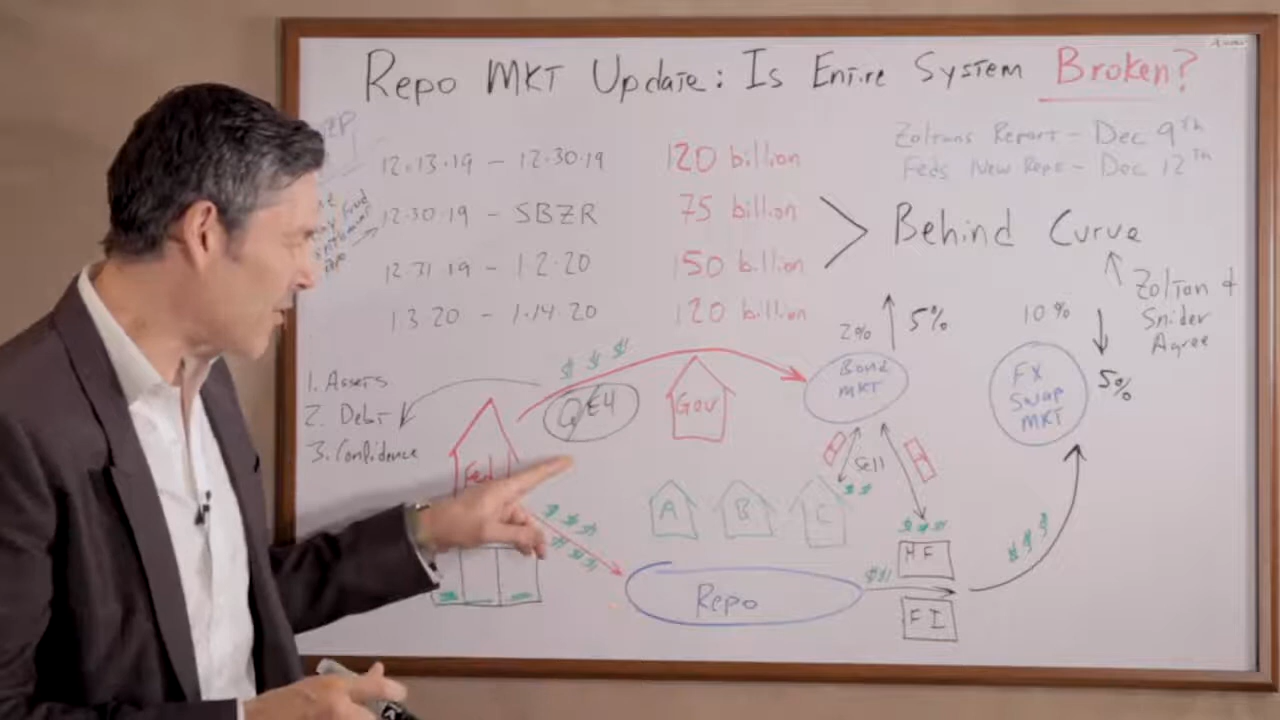 Repo MKT Update: Is Entire System Broken?
Zoltans Report - Dec 9th
Feds New Repo - Dec 12th
12.13.19 - 12.30.19 120 billion
12.30.19 - SBZR 75 billion
12.31.19 - 1.2.20 150 billion
1.3.20 - 1.14.20 120 billion
Behind Curve
Zoltan &
Snider
Agree
2%
5%
10%
5%
$ $ $
1. Assets
2. Debt
3. Confidence
QE4
Gov
Bond
MKT
FX
SWAP
MKT
Fed
Sell
$$
A
B
C
$$$
$$$
$$$
$$$
HF
FI
Repo
$$